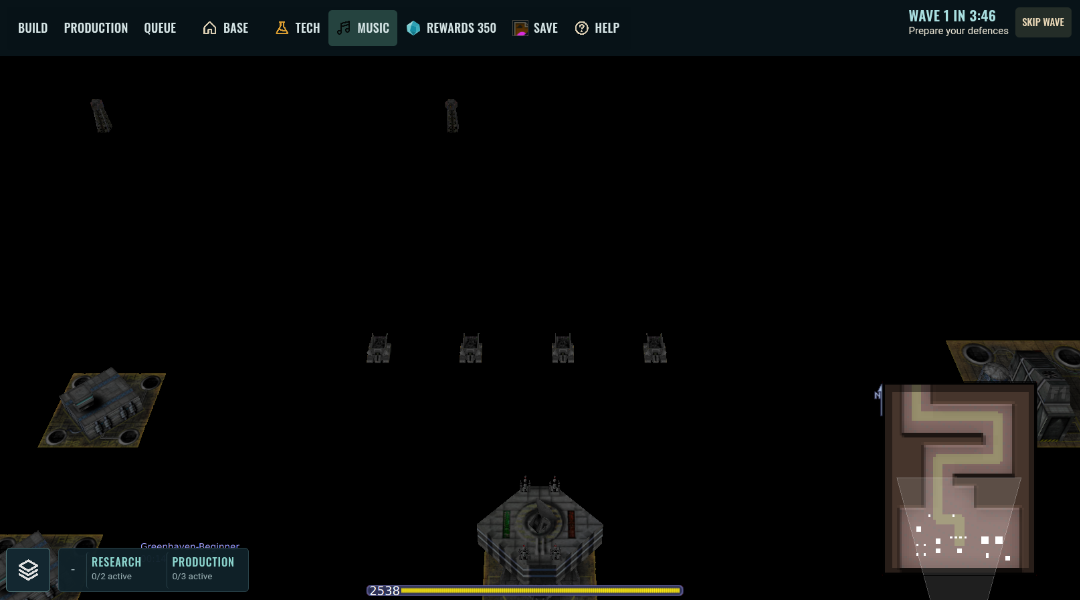 BUILD PRODUCTION QUEUE BASE TECH MUSIC REWARDS 350 SAVE HELP
WAVE 1 IN 3:46
Prepare your defences
SKIP WAVE
N
Greenhaven-Beginner
RESEARCH
0/2 active
PRODUCTION
0/3 active
2538